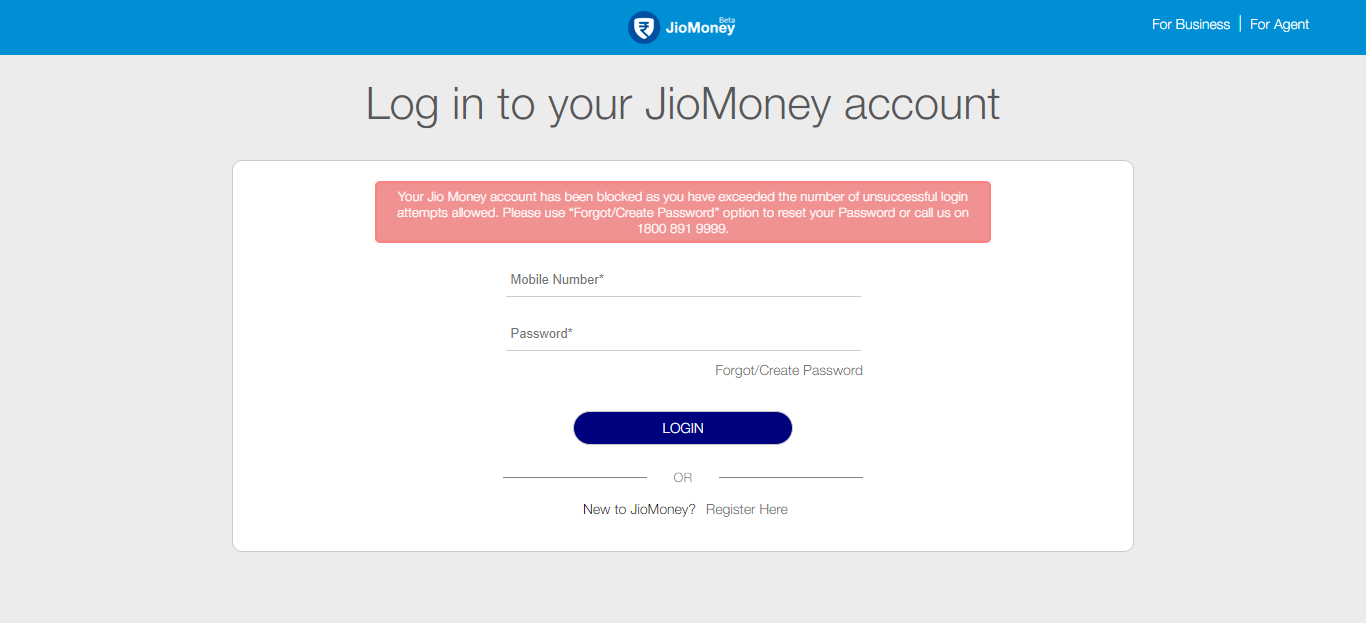 Beta
JioMoney
For Business
For Agent
Log in to your JioMoney account
Your Jio Money account has been blocked as you have exceeded the number of unsuccessful login
attempts allowed. Please use “Forgot/Create Password” option to reset your Password or call us on
1800 891 9999.
Mobile Number*
Password*
Forgot/Create Password
LOGIN
OR
New to JioMoney? Register Here